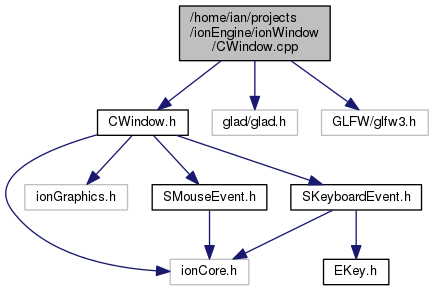 /home/ian/projects
/ionEngine/ionWindow
/CWindow.cpp
CWindow.h
glad/glad.h
GLFW/glfw3.h
ionGraphics.h
SMouseEvent.h
SKeyboardEvent.h
ionCore.h
EKey.h